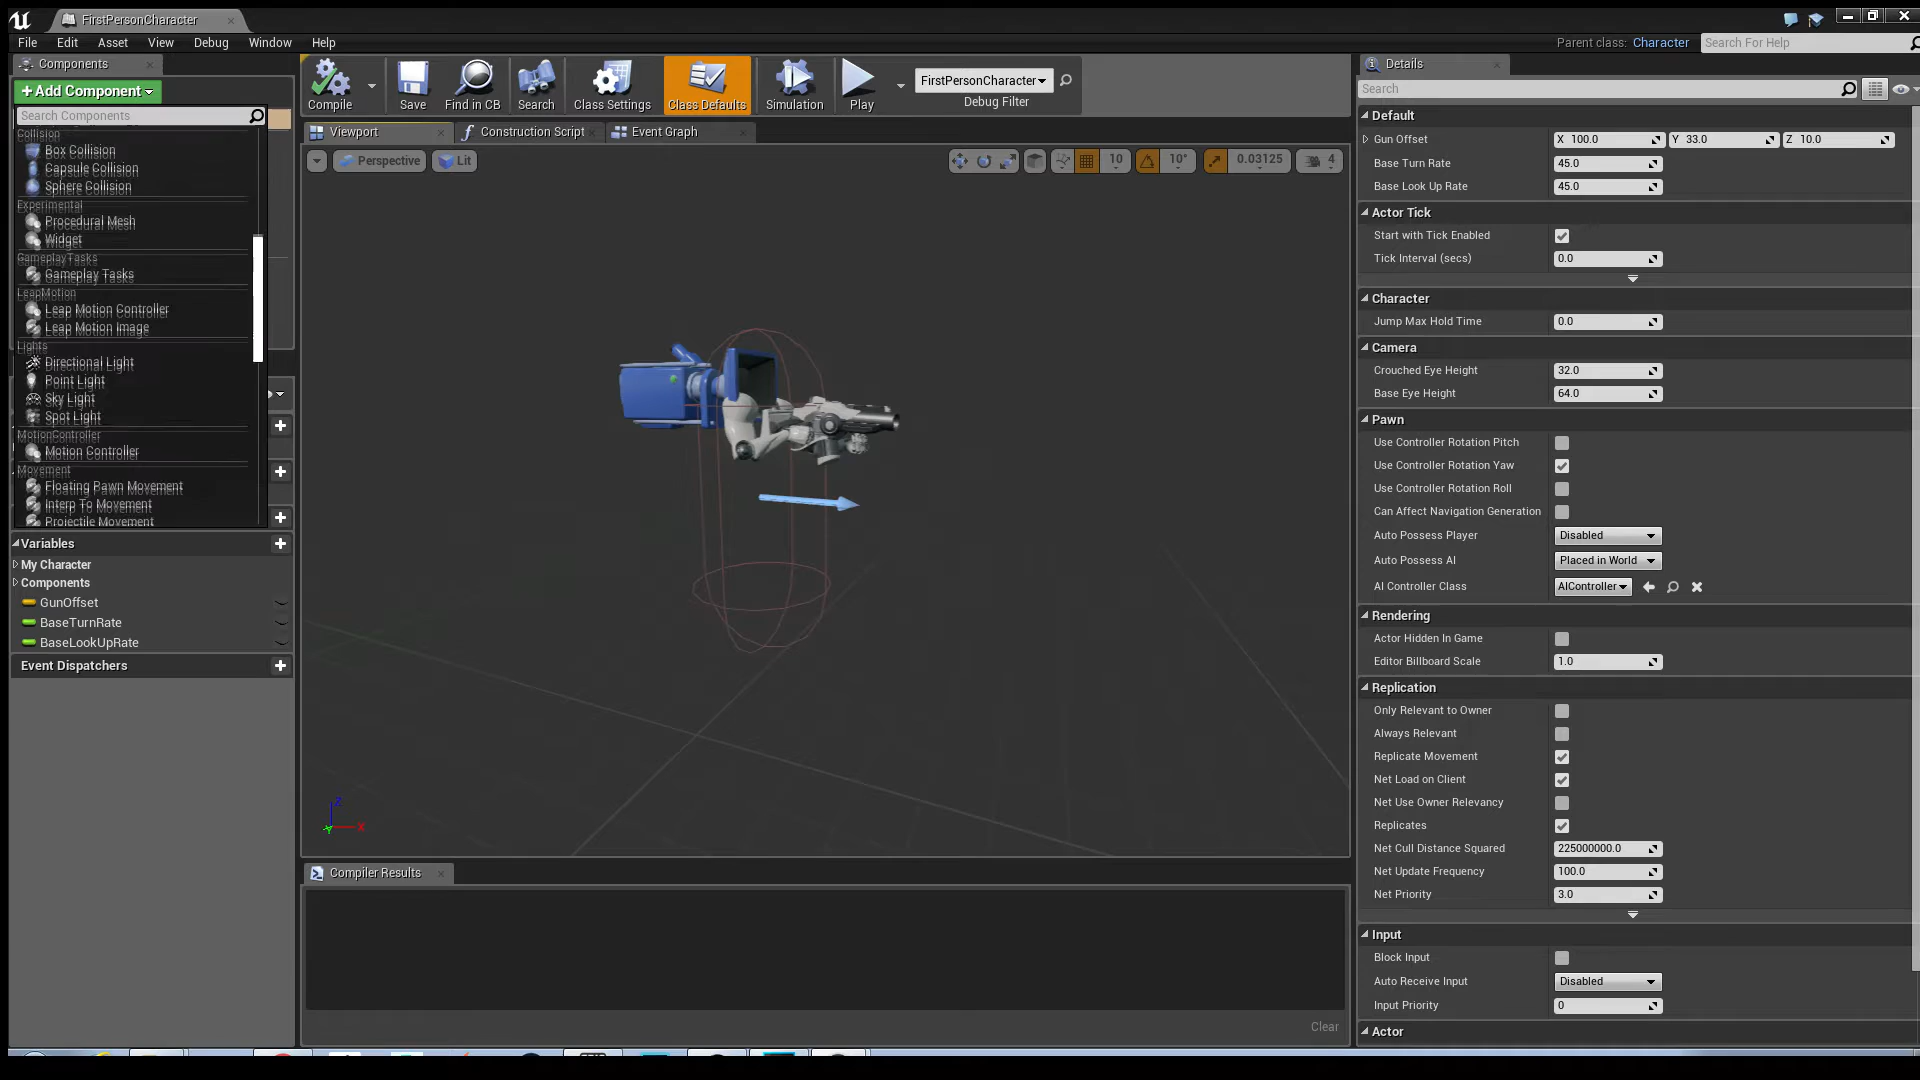 FirstPersonCharacter
File Edit Asset View Debug Window Help
Parent class: Character Search For Help
Components
+Add Component
Search Components
Collision
Box Collision
Capsule Collision
Sphere Collision
Experimental
Procedural Mesh
Widget
GameplayTasks
Gameplay Tasks
LeapMotion
Leap Motion Controller
Leap Motion Image
Lights
Directional Light
Point Light
Sky Light
Spot Light
MotionController
Motion Controller
Movement
Floating Pawn Movement
Interp To Movement
Projectile Movement
Variables
My Character
Components
GunOffset
BaseTurnRate
BaseLookUpRate
Event Dispatchers
Compile Save Find in CB Search Class Settings Class Defaults Simulation Play
FirstPersonCharacter
Debug Filter
Viewport Construction Script Event Graph
Perspective Lit 10 10° 0.03125 4
Z
Y X
Compiler Results
Clear
Details
Search
Default
Gun Offset X 100.0 Y 33.0 Z 10.0
Base Turn Rate 45.0
Base Look Up Rate 45.0
Actor Tick
Start with Tick Enabled
Tick Interval (secs) 0.0
Character
Jump Max Hold Time 0.0
Camera
Crouched Eye Height 32.0
Base Eye Height 64.0
Pawn
Use Controller Rotation Pitch
Use Controller Rotation Yaw
Use Controller Rotation Roll
Can Affect Navigation Generation
Auto Possess Player Disabled
Auto Possess AI Placed in World
AI Controller Class AIController
Rendering
Actor Hidden In Game
Editor Billboard Scale 1.0
Replication
Only Relevant to Owner
Always Relevant
Replicate Movement
Net Load on Client
Net Use Owner Relevancy
Replicates
Net Cull Distance Squared 225000000.0
Net Update Frequency 100.0
Net Priority 3.0
Input
Block Input
Auto Receive Input Disabled
Input Priority 0
Actor